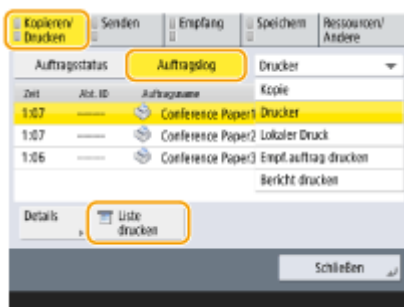 Kopieren/ Drucken
Senden
Empfang
Speichern
Ressourcen/ Andere
Auftragsstatus
Auftragslog
Drucker
Zeit Abt. ID Auftragsname
Kopie
1:07 ------ Conference Paper1
Drucker
1:07 ------ Conference Paper2
Lokaler Druck
1:06 ------ Conference Paper3
Empf.auftrag drucken
Bericht drucken
Details
Liste drucken
Schließen